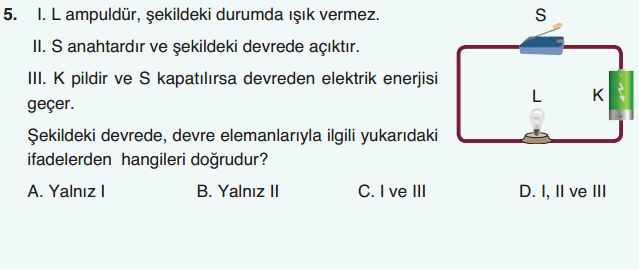 5. I. L ampuldür, şekildeki durumda ışık vermez.
II. S anahtardır ve şekildeki devrede açıktır.
III. K pildir ve S kapatılırsa devreden elektrik enerjisi
geçer.
Şekildeki devrede, devre elemanlarıyla ilgili yukarıdaki
ifadelerden hangileri doğrudur?
A. Yalnız I B. Yalnız II C. I ve III D. I, II ve III
S
L
K